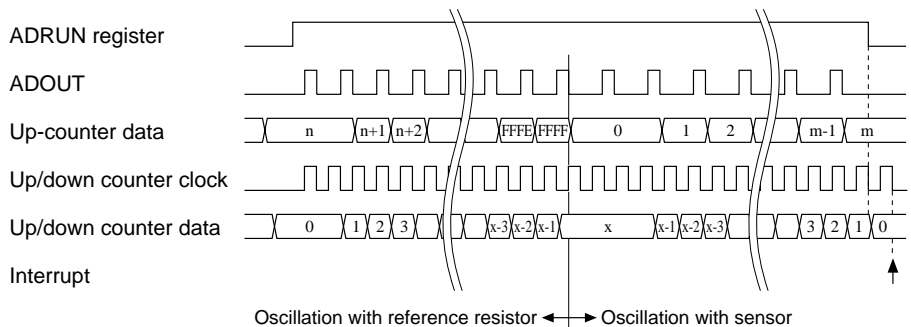 ADRUN register
ADOUT
Up-counter data n n+1 n+2 FFFE FFFF 0 1 2 m-1 m
Up/down counter clock
Up/down counter data 0 1 2 3 x-3 x-2 x-1 x x-1 x-2 x-3 3 2 1 0
Interrupt
Oscillation with reference resistor Oscillation with sensor